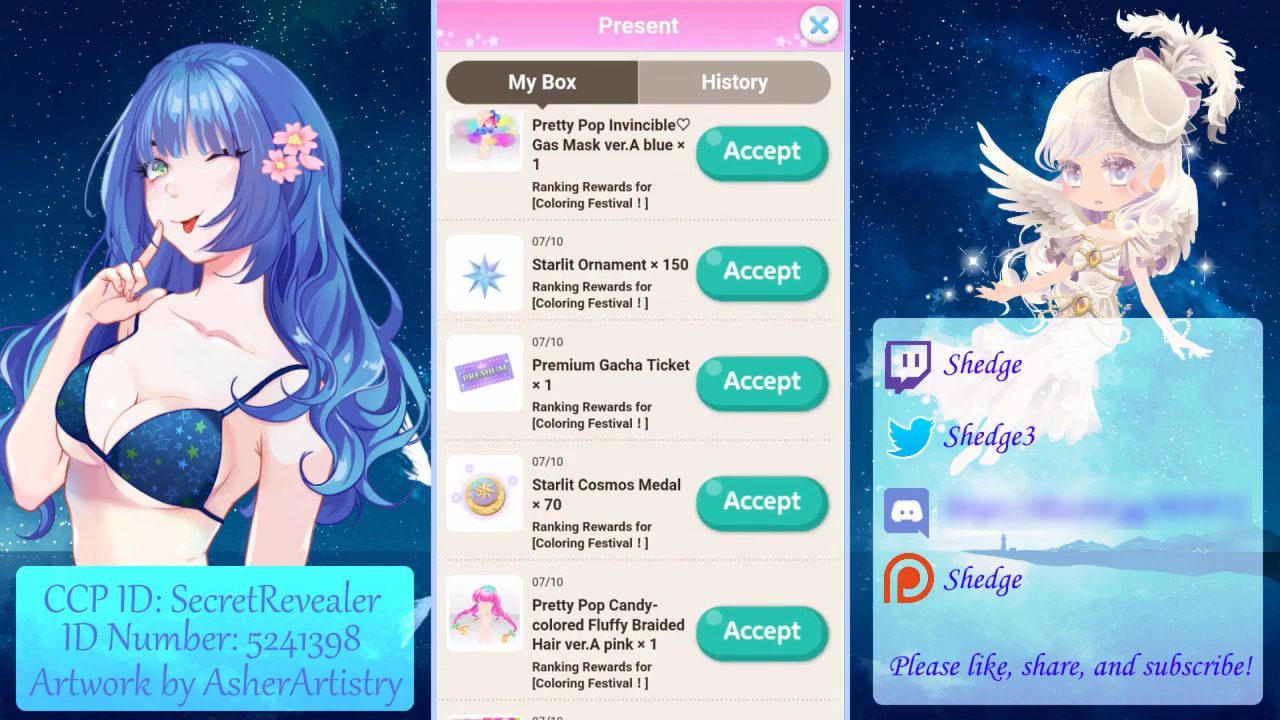 Present
My Box
History
Pretty Pop Invincible♡
Gas Mask ver.A blue ×
1
Ranking Rewards for
[Coloring Festival！]
Accept
07/10
Starlit Ornament × 150
Ranking Rewards for
[Coloring Festival！]
Accept
07/10
PREMIUM
Premium Gacha Ticket
× 1
Ranking Rewards for
[Coloring Festival！]
Accept
07/10
Starlit Cosmos Medal
× 70
Ranking Rewards for
[Coloring Festival！]
Accept
07/10
Pretty Pop Candy-
colored Fluffy Braided
Hair ver.A pink × 1
Ranking Rewards for
[Coloring Festival！]
Accept
07/10
CCP ID: SecretRevealer
ID Number: 5241398
Artwork by AsherArtistry
Shedge
Shedge3
Shedge
Please like, share, and subscribe!